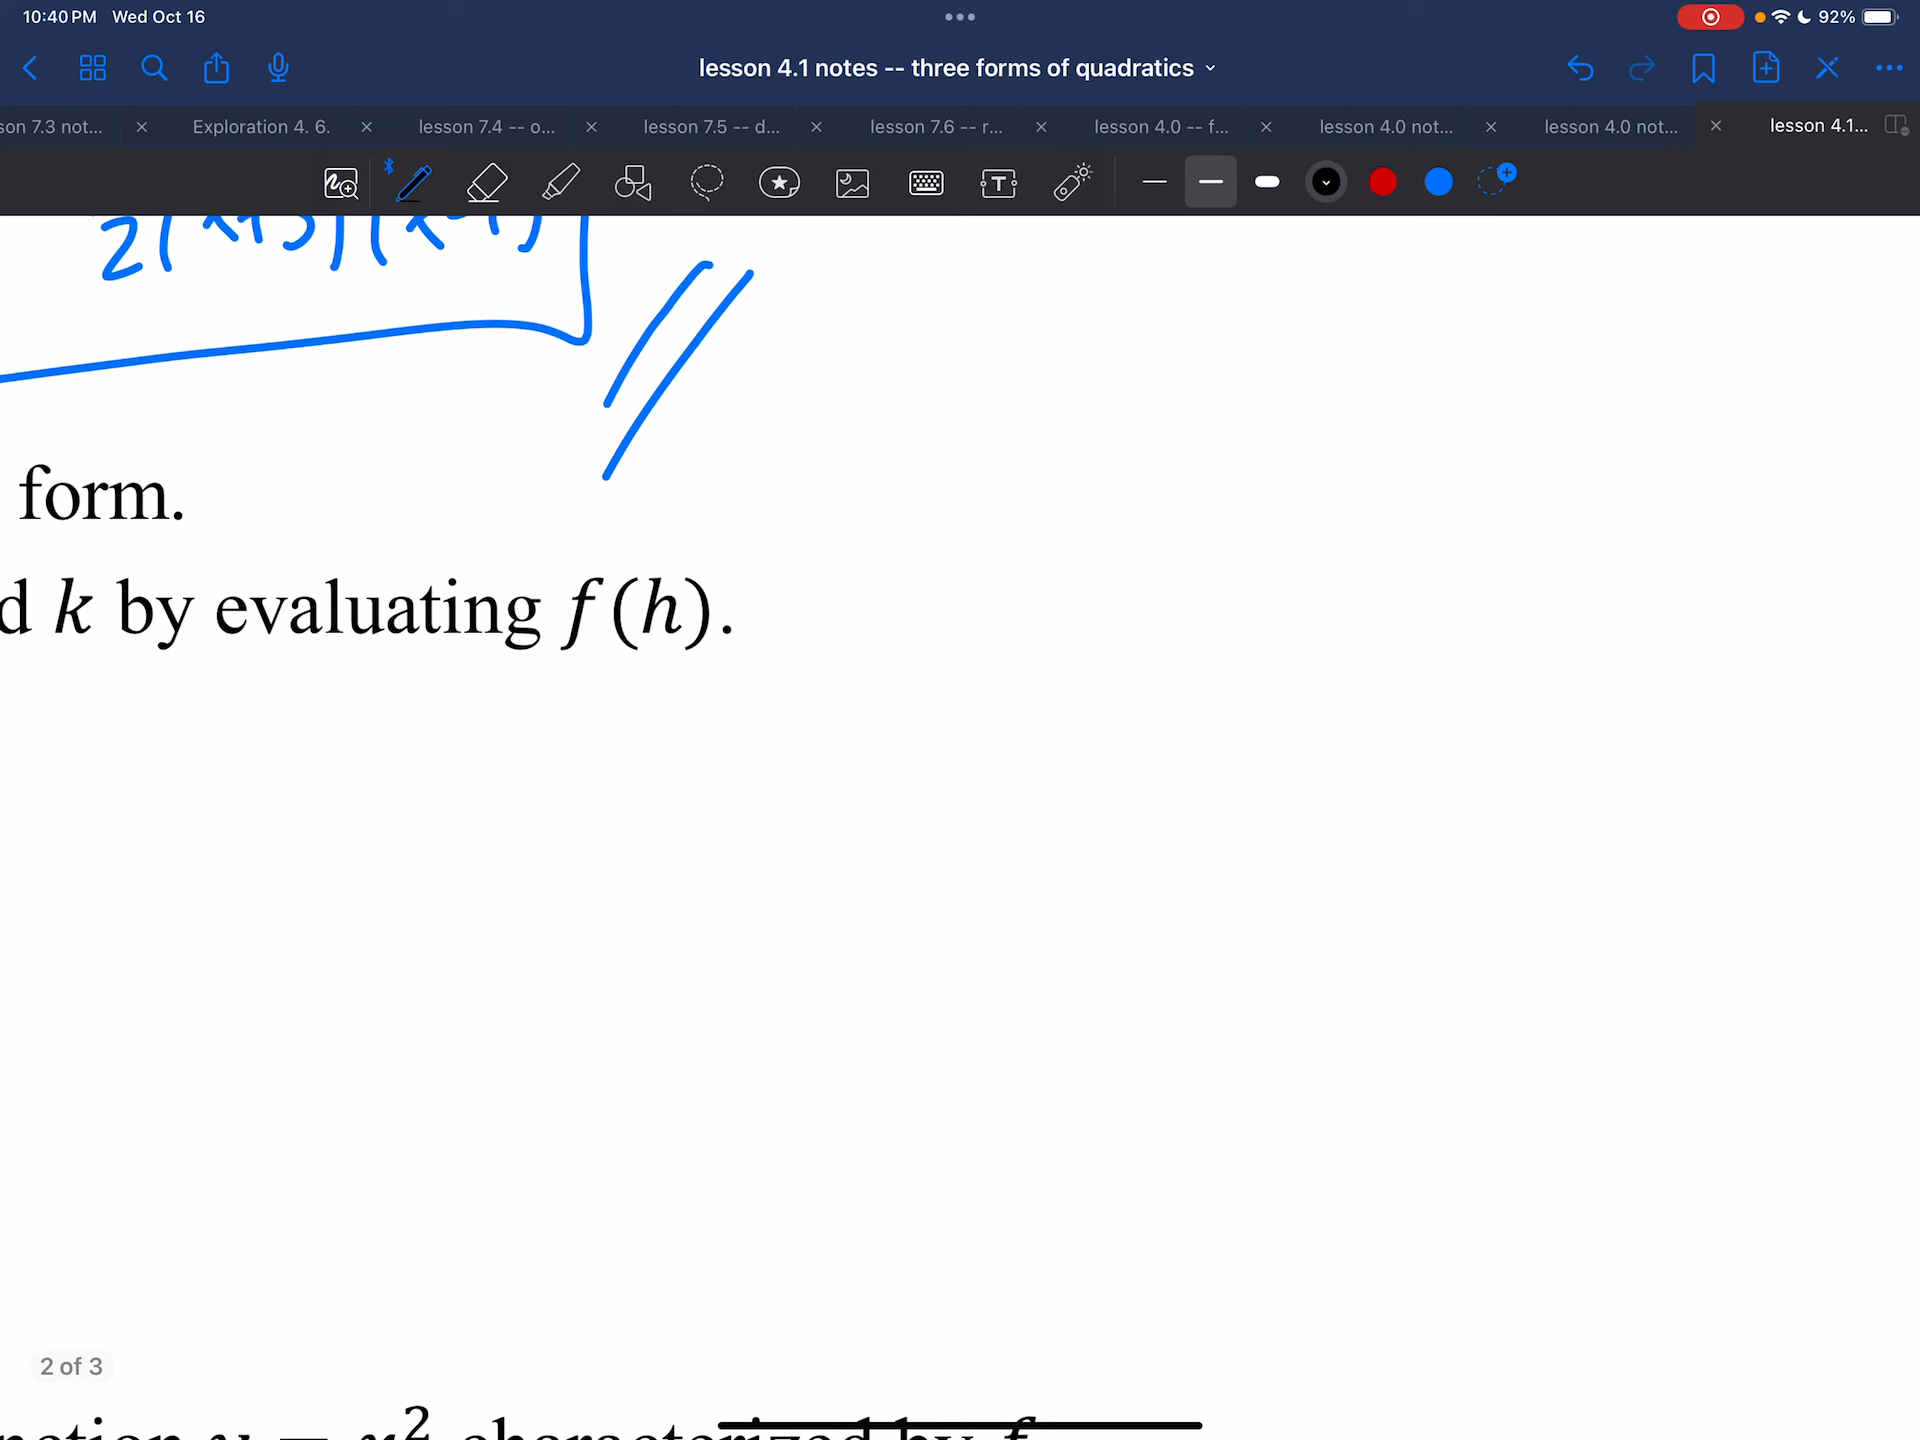 10:40 PM Wed Oct 16
92%
lesson 4.1 notes -- three forms of quadratics
son 7.3 not... Exploration 4. 6. lesson 7.4 -- o... lesson 7.5 -- d... lesson 7.6 -- r... lesson 4.0 -- f... lesson 4.0 not... lesson 4.0 not... lesson 4.1...
form.
d k by evaluating f(h).
2 of 3
characterized by f